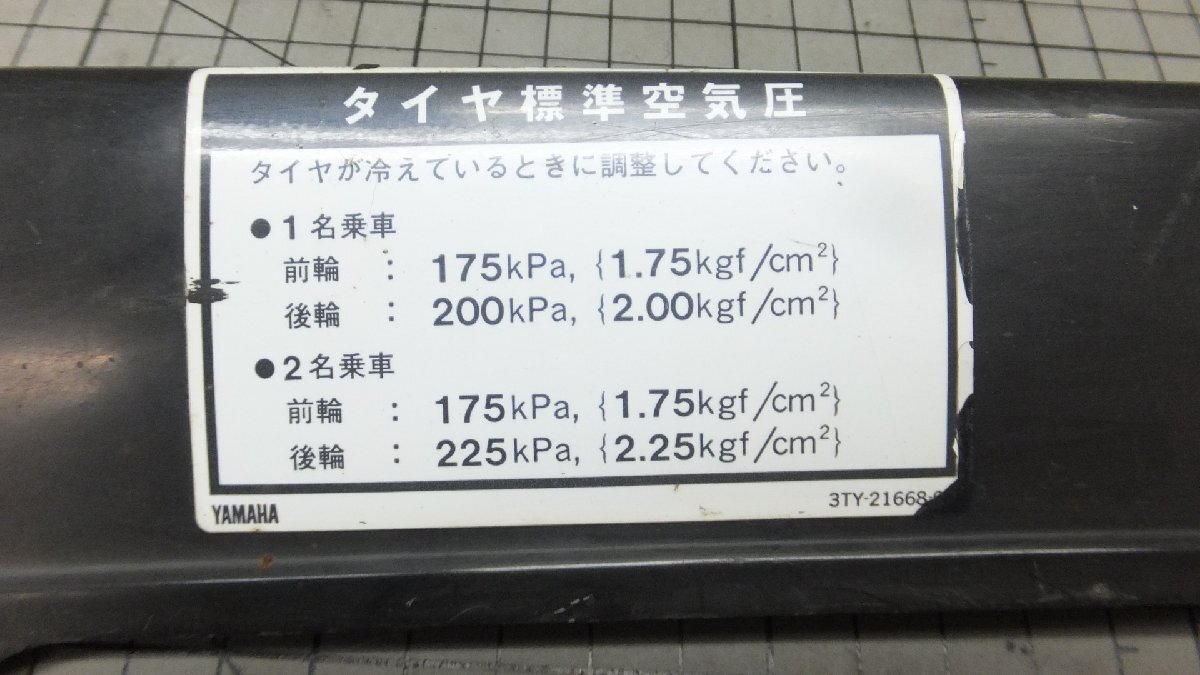 タイヤ標準空気圧
タイヤが冷えているときに調整してください。
●1名乗車
前輪 : 175kPa, {1.75kgf/cm²}
後輪 : 200kPa, {2.00kgf/cm²}
●2名乗車
前輪 : 175kPa, {1.75kgf/cm²}
後輪 : 225kPa, {2.25kgf/cm²}
YAMAHA 3TY-21668-